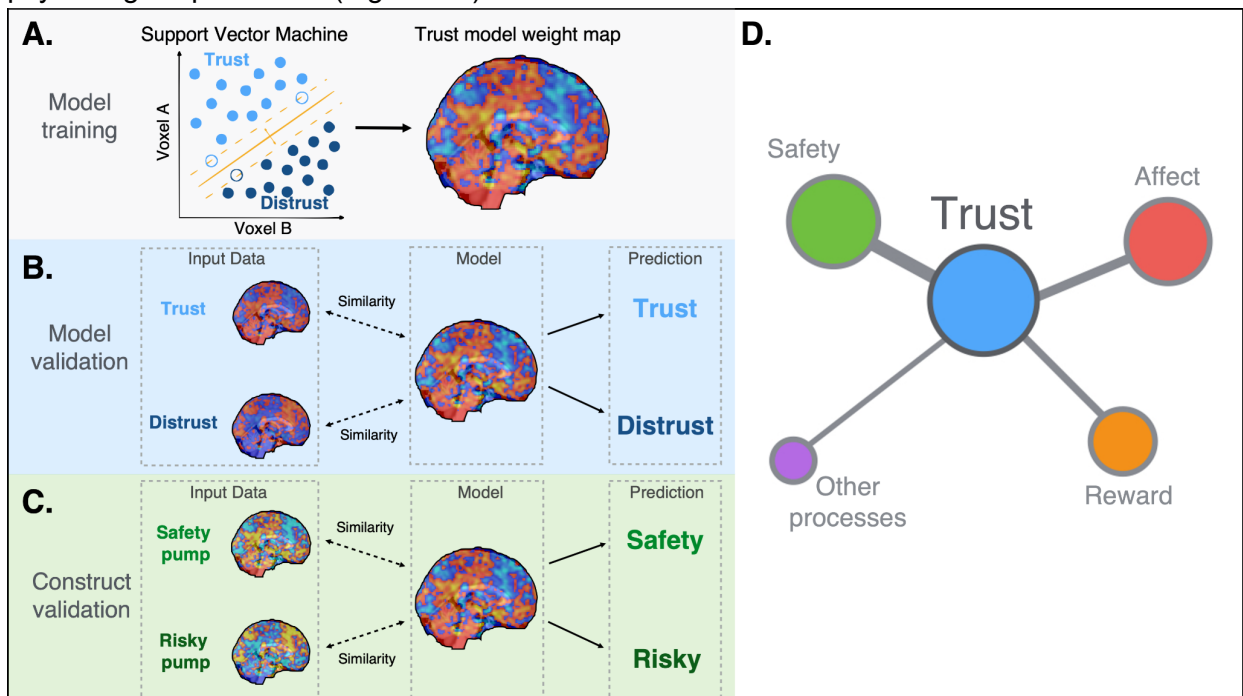 A.
Model
training
Support Vector Machine
Trust
Voxel A
Distrust
Voxel B
Trust model weight map
B.
Model
validation
Input Data
Model
Prediction
Trust
Similarity
Trust
Distrust
Similarity
Distrust
C.
Construct
validation
Input Data
Model
Prediction
Safety
pump
Similarity
Safety
Risky
pump
Similarity
Risky
D.
Safety
Affect
Trust
Other
processes
Reward